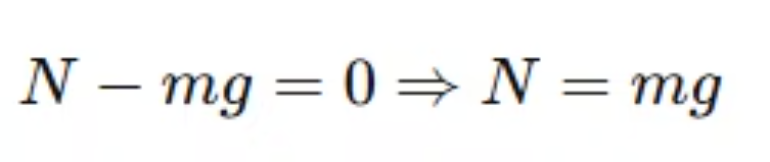 N − mg = 0 ⇒ N = mg